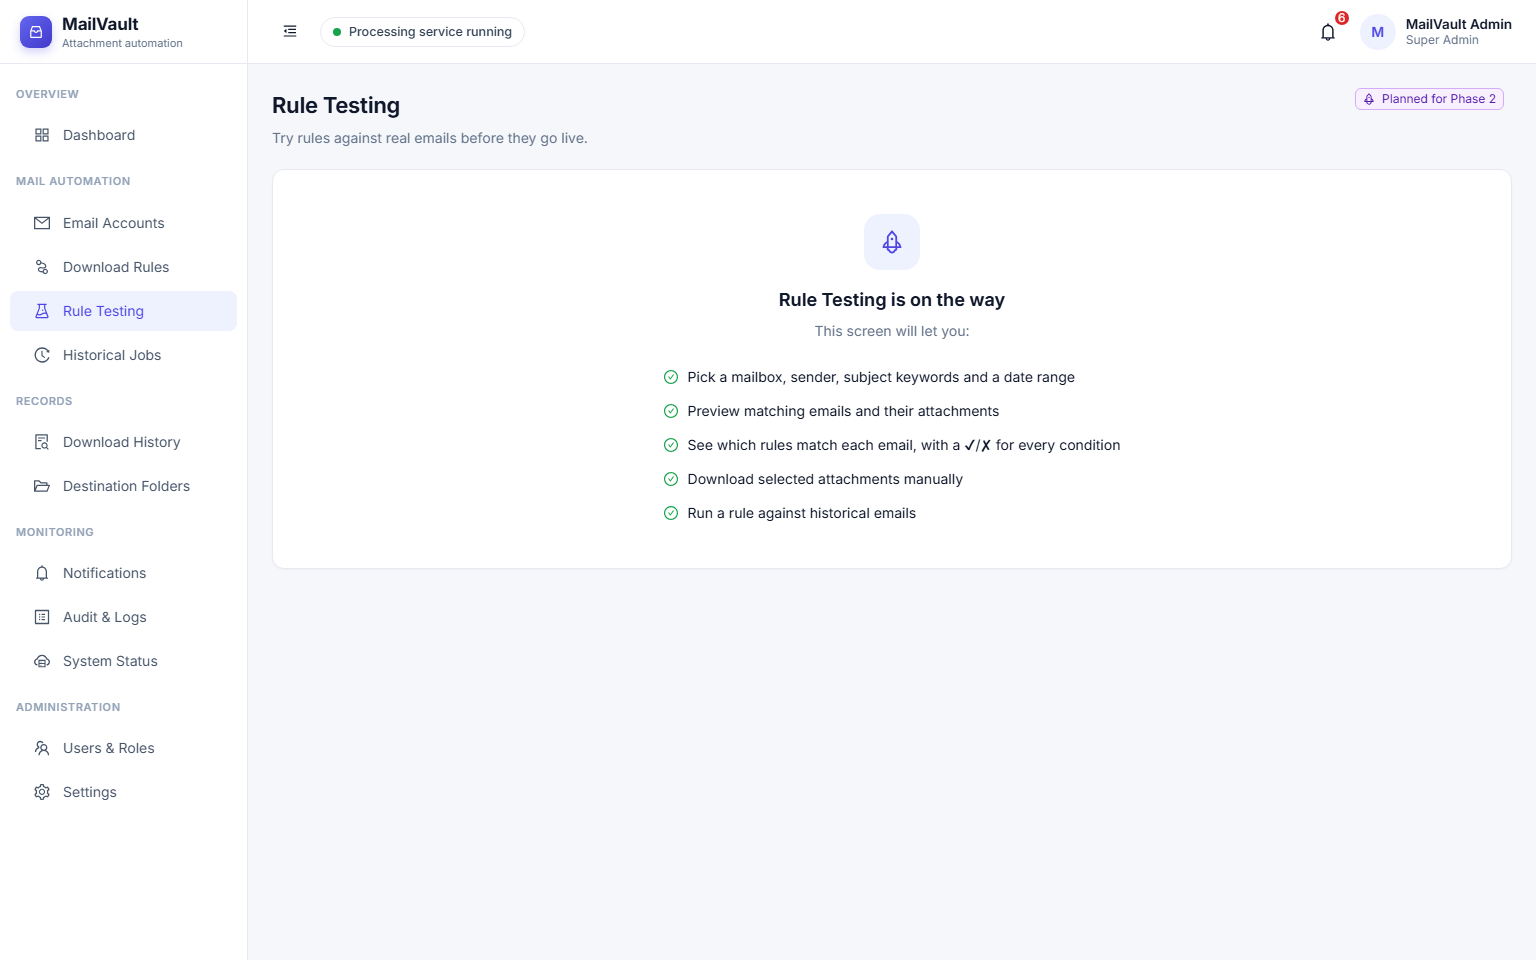 MailVault
Attachment automation
Processing service running
6
M
MailVault Admin
Super Admin
OVERVIEW
Dashboard
MAIL AUTOMATION
Email Accounts
Download Rules
Rule Testing
Historical Jobs
RECORDS
Download History
Destination Folders
MONITORING
Notifications
Audit & Logs
System Status
ADMINISTRATION
Users & Roles
Settings
Rule Testing
Planned for Phase 2
Try rules against real emails before they go live.
Rule Testing is on the way
This screen will let you:
Pick a mailbox, sender, subject keywords and a date range
Preview matching emails and their attachments
See which rules match each email, with a ✓/✗ for every condition
Download selected attachments manually
Run a rule against historical emails